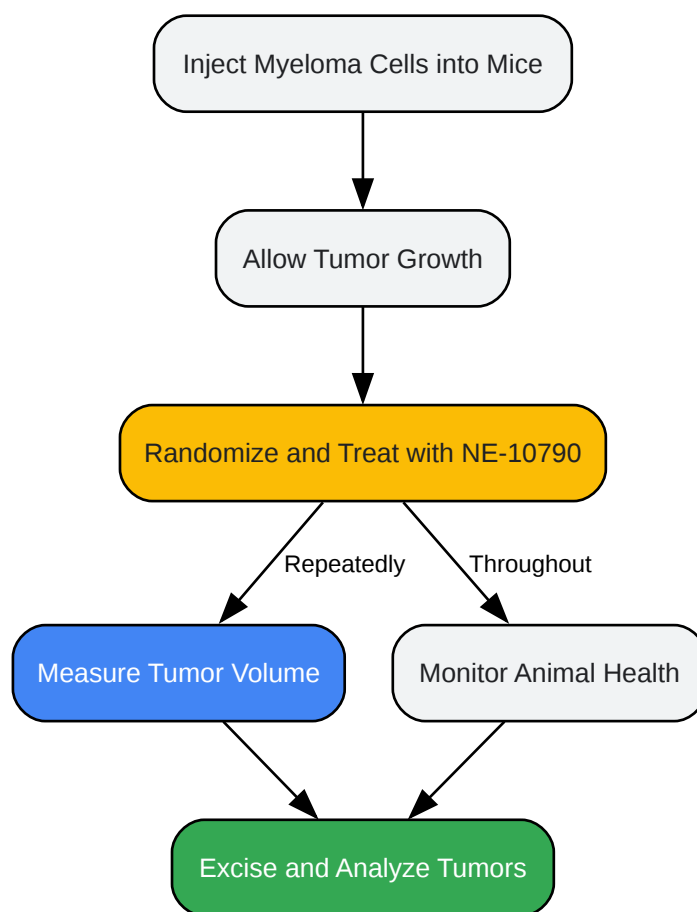 Inject Myeloma Cells into Mice
Allow Tumor Growth
Randomize and Treat with NE-10790
Repeatedly
Throughout
Measure Tumor Volume
Monitor Animal Health
Excise and Analyze Tumors